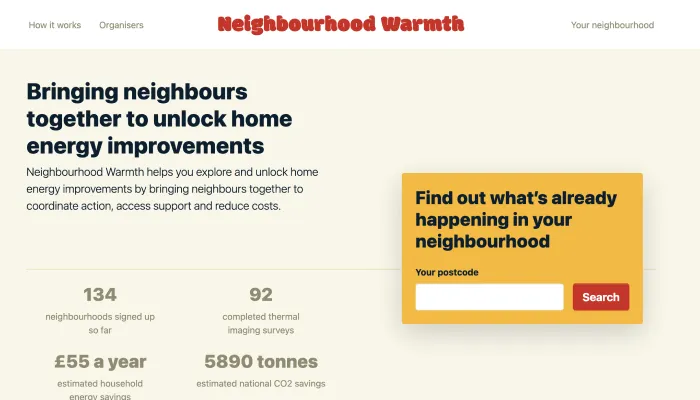 How it works
Organisers
Neighbourhood Warmth
Your neighbourhood
Bringing neighbours
together to unlock home
energy improvements
Neighbourhood Warmth helps you explore and unlock home
energy improvements by bringing neighbours together to
coordinate action, access support and reduce costs.
Find out what’s already
happening in your
neighbourhood
Your postcode
Search
134
neighbourhoods signed up
so far
92
completed thermal
imaging surveys
£55 a year
estimated household
energy savings
5890 tonnes
estimated national CO2 savings